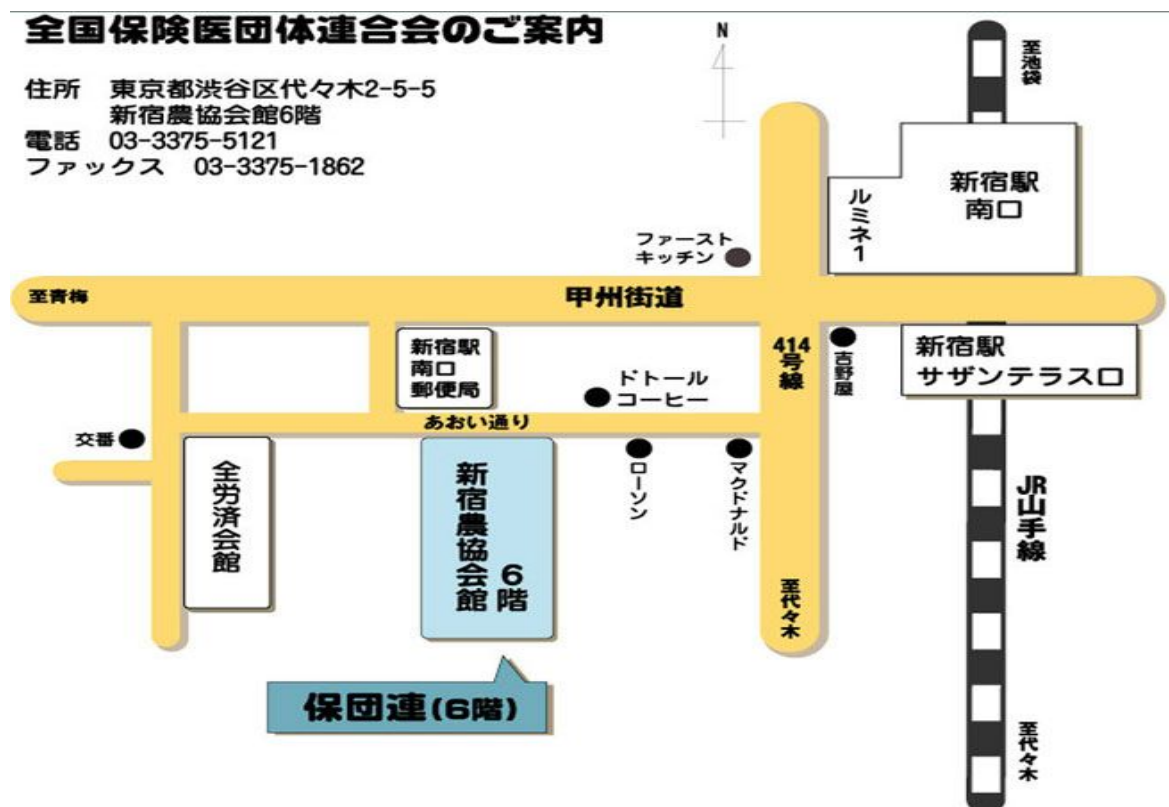 全国保険医団体連合会のご案内
住所　東京都渋谷区代々木2-5-5
新宿農協会館6階
電話　03-3375-5121
ファックス　03-3375-1862
N
至池袋
新宿駅
南口
ルミネ1
ファースト
キッチン
至青梅
甲州街道
新宿駅
南口
郵便局
ドトール
コーヒー
414号線
吉野屋
新宿駅
サザンテラス口
あおい通り
交番
全労済会館
新宿農協会館
6階
ローソン
マクドナルド
JR山手線
至代々木
保団連(6階)
至代々木